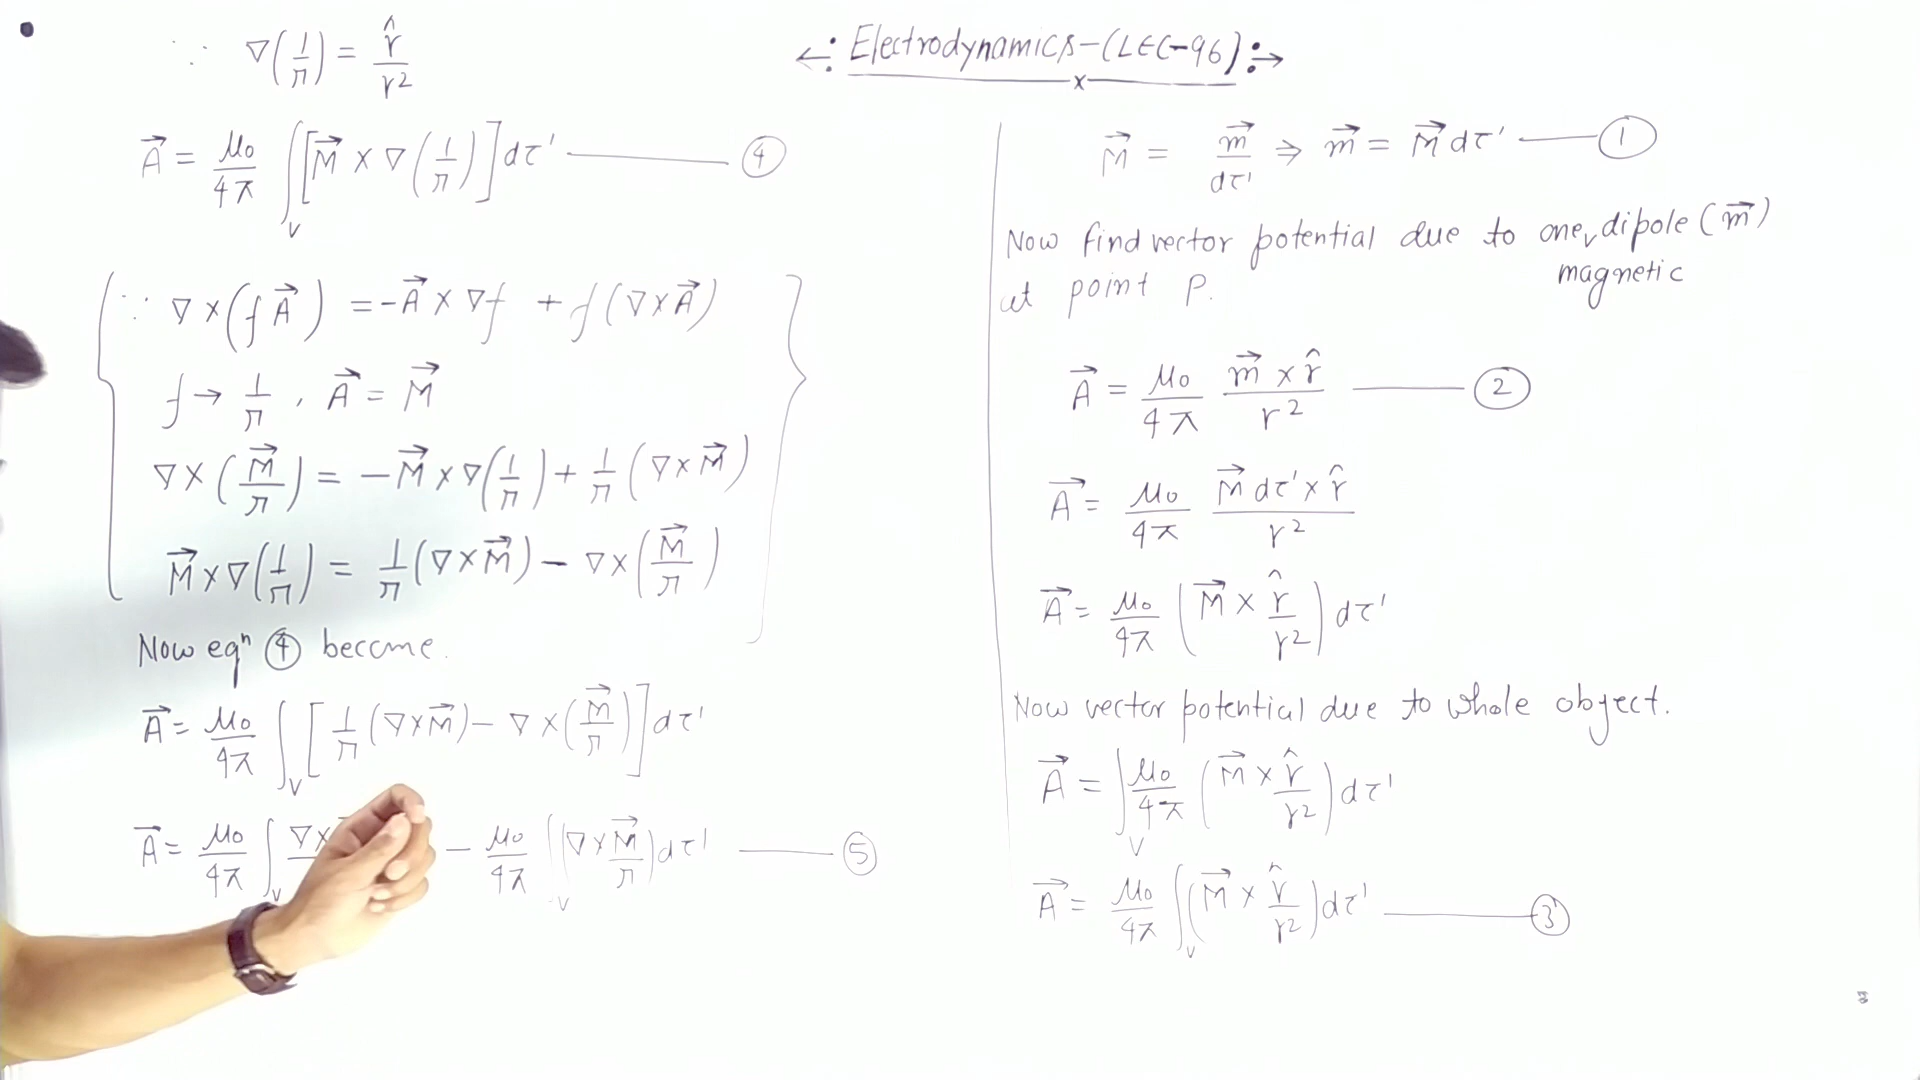 ∵ ∇(1/r) = r̂/r²
A⃗ = μ₀/4π ∫_V [M⃗ × ∇(1/r)] dτ' —— ④
∵ ∇×(f A⃗) = -A⃗ × ∇f + f(∇×A⃗)
f → 1/r , A⃗ = M⃗
∇×(M⃗/r) = -M⃗ × ∇(1/r) + 1/r (∇×M⃗)
M⃗×∇(1/r) = 1/r (∇×M⃗) - ∇×(M⃗/r)
Now eqⁿ ④ become.
A⃗ = μ₀/4π ∫_V [1/r (∇×M⃗) - ∇×(M⃗/r)] dτ'
A⃗ = μ₀/4π ∫_V ∇× - μ₀/4π ∫_V (∇×M⃗/r) dτ' —— ⑤
←: Electrodynamics-(LEC-96) :→
x
M⃗ = m⃗/dτ' ⇒ m⃗ = M⃗ dτ' —— ①
Now find vector potential due to one magnetic dipole (m⃗)
at point P.
A⃗ = μ₀/4π m⃗ × r̂/r² —— ②
A⃗ = μ₀/4π M⃗ dτ' × r̂/r²
A⃗ = μ₀/4π (M⃗ × r̂/r²) dτ'
Now vector potential due to whole object.
A⃗ = ∫_V μ₀/4π (M⃗ × r̂/r²) dτ'
A⃗ = μ₀/4π ∫_V (M⃗ × r̂/r²) dτ' —— ③